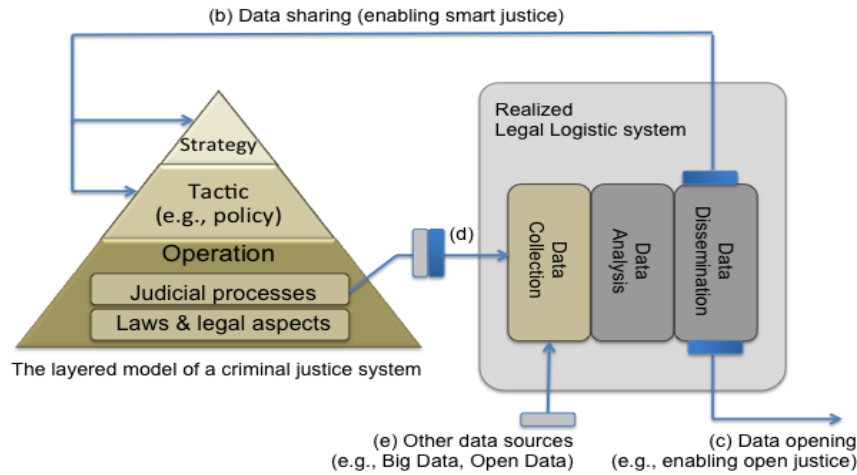 (b) Data sharing (enabling smart justice)
Realized
Legal Logistic system
Strategy
Tactic
(e.g., policy)
Operation
Judicial processes
Laws & legal aspects
The layered model of a criminal justice system
(d)
Data
Collection
Data
Analysis
Data
Dissemination
(e) Other data sources
(e.g., Big Data, Open Data)
(c) Data opening
(e.g., enabling open justice)